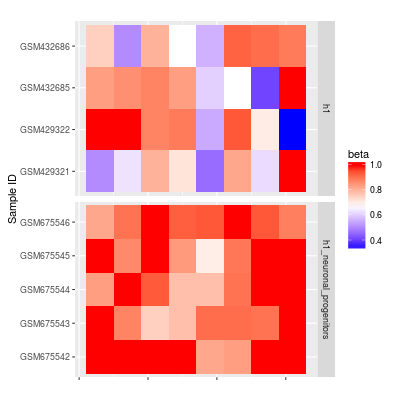 GSM432686
GSM432685
GSM429322
GSM429321
h1
GSM675546
GSM675545
GSM675544
GSM675543
GSM675542
h1_neuronal_progenitors
Sample ID
beta
1.0
0.8
0.6
0.4